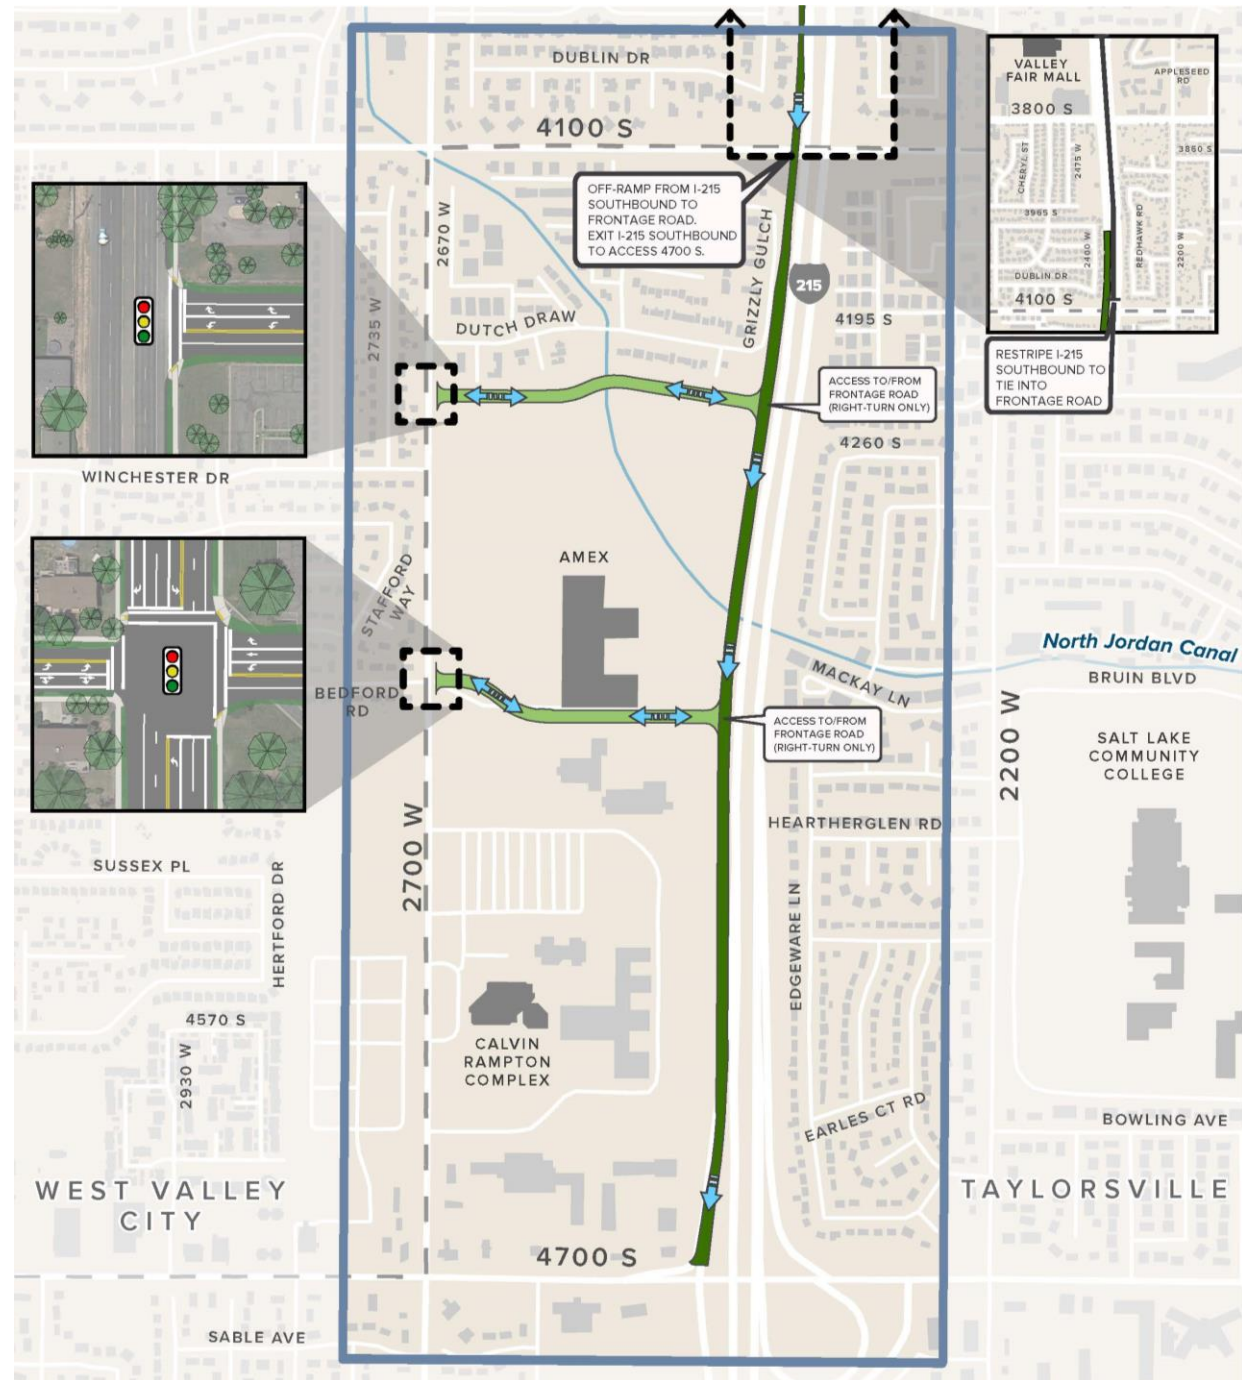 DUBLIN DR
4100 S
VALLEY
FAIR MALL
APPLESEED
RD
3800 S
3860 S
CHERYL ST
2475 W
3965 S
2400 W
REDHAWK RD
2200 W
DUBLIN DR
4100 S
RESTRIPE I-215
SOUTHBOUND TO
TIE INTO
FRONTAGE ROAD
OFF-RAMP FROM I-215
SOUTHBOUND TO
FRONTAGE ROAD.
EXIT I-215 SOUTHBOUND
TO ACCESS 4700 S.
2670 W
GRIZZLY GULCH
215
2735 W
DUTCH DRAW
4195 S
ACCESS TO/FROM
FRONTAGE ROAD
(RIGHT-TURN ONLY)
4260 S
WINCHESTER DR
AMEX
STAFFORD
WAY
North Jordan Canal
BRUIN BLVD
MACKAY LN
BEDFORD
RD
ACCESS TO/FROM
FRONTAGE ROAD
(RIGHT-TURN ONLY)
2200 W
SALT LAKE
COMMUNITY
COLLEGE
HEARTHERGLEN RD
2700 W
SUSSEX PL
HERTFORD DR
EDGEWARE LN
4570 S
2930 W
CALVIN
RAMPTON
COMPLEX
EARLES CT RD
BOWLING AVE
WEST VALLEY
CITY
TAYLORSVILLE
4700 S
SABLE AVE